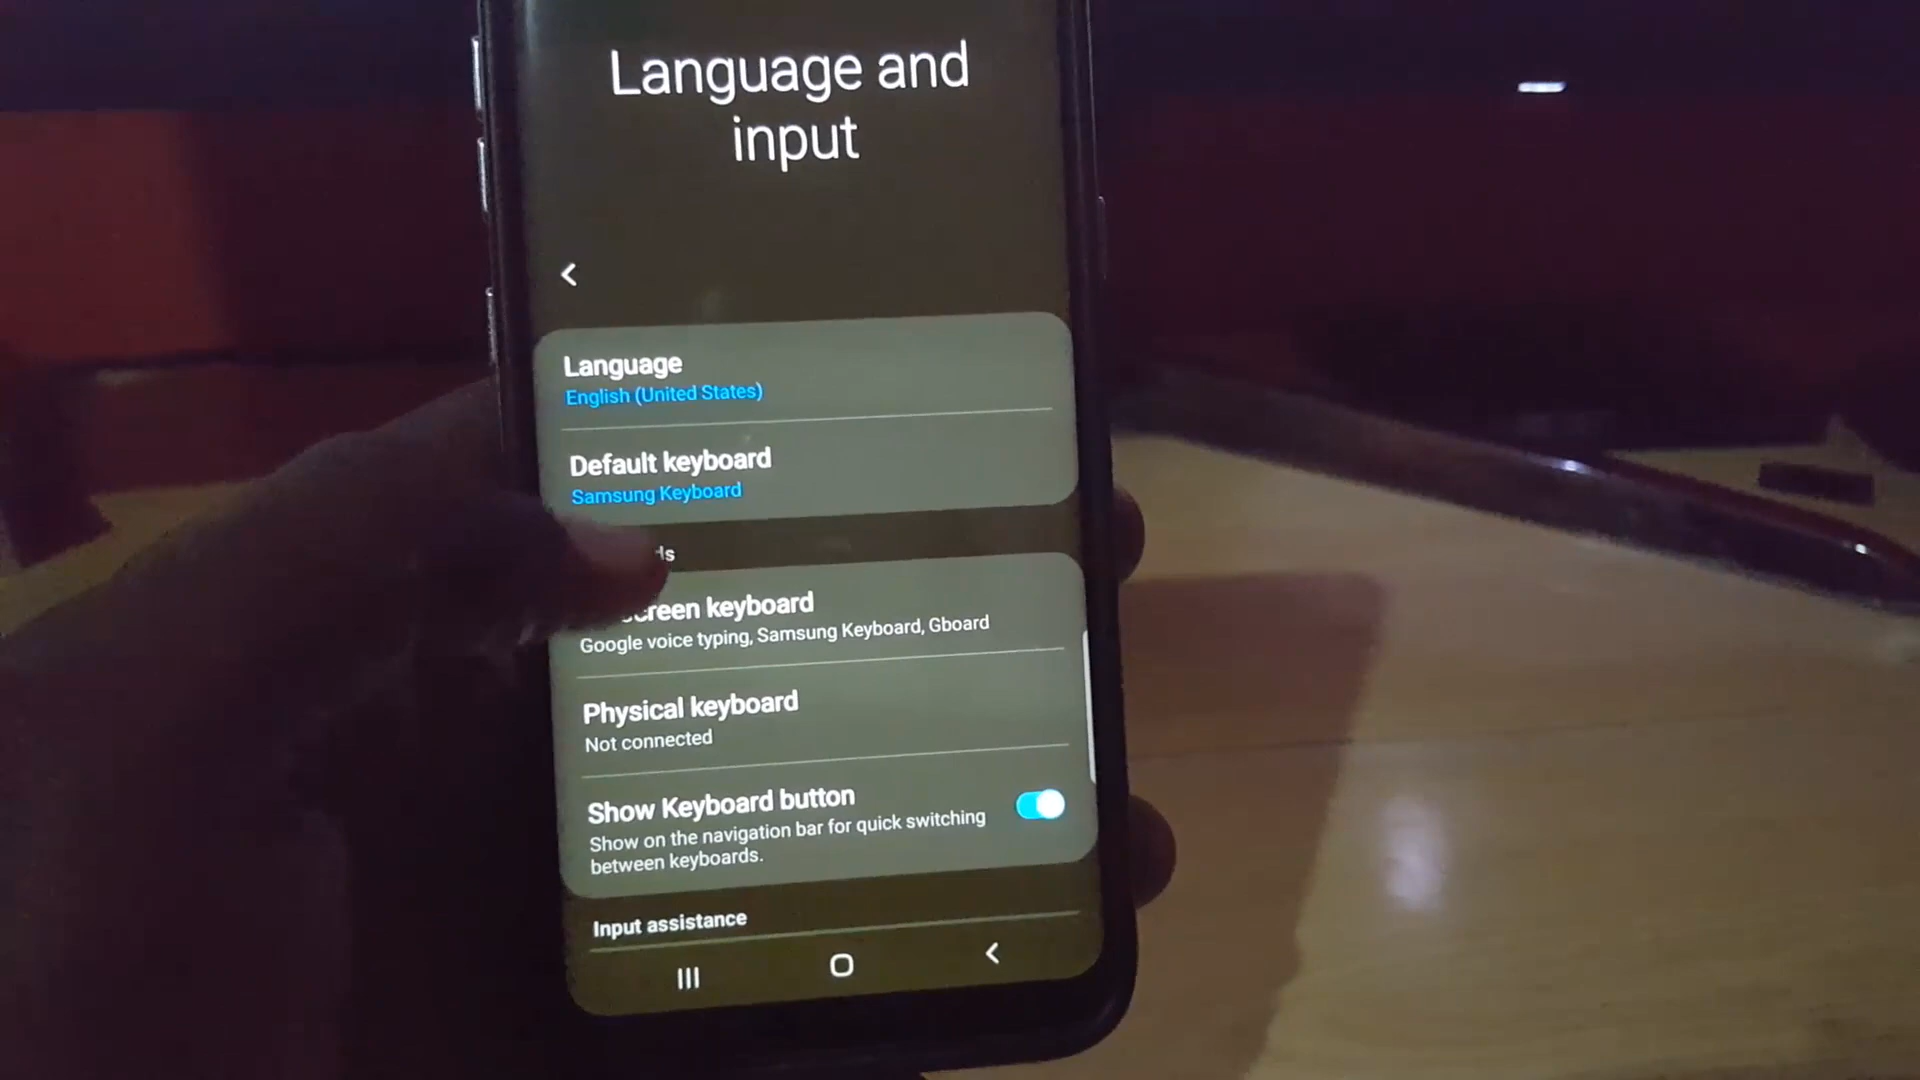 Language and
input
Language
English (United States)
Default keyboard
Samsung Keyboard
screen keyboard
Google voice typing, Samsung Keyboard, Gboard
Physical keyboard
Not connected
Show Keyboard button
Show on the navigation bar for quick switching
between keyboards.
Input assistance